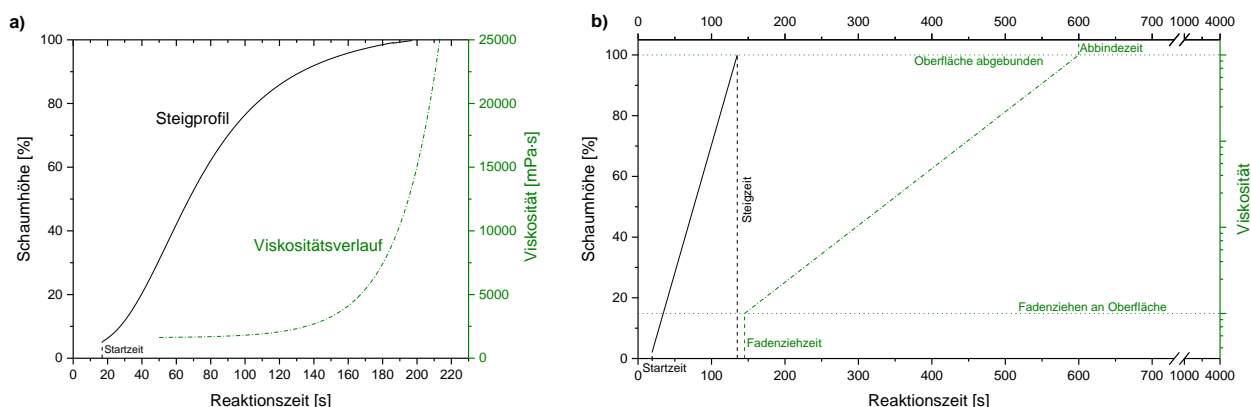 a)
100
80
60
40
20
0
Schaumhöhe [%]
Steigprofil
Viskositätsverlauf
Startzeit
25000
20000
15000
10000
5000
0
Viskosität [mPa·s]
0 20 40 60 80 100 120 140 160 180 200 220
Reaktionszeit [s]
b)
0 100 200 300 400 500 600 700 1000 4000
100
80
60
40
20
0
Schaumhöhe [%]
Abbindezeit
Oberfläche abgebunden
Steigzeit
Fadenziehen an Oberfläche
Fadenziehzeit
Startzeit
Viskosität
0 100 200 300 400 500 600 700 1000 4000
Reaktionszeit [s]